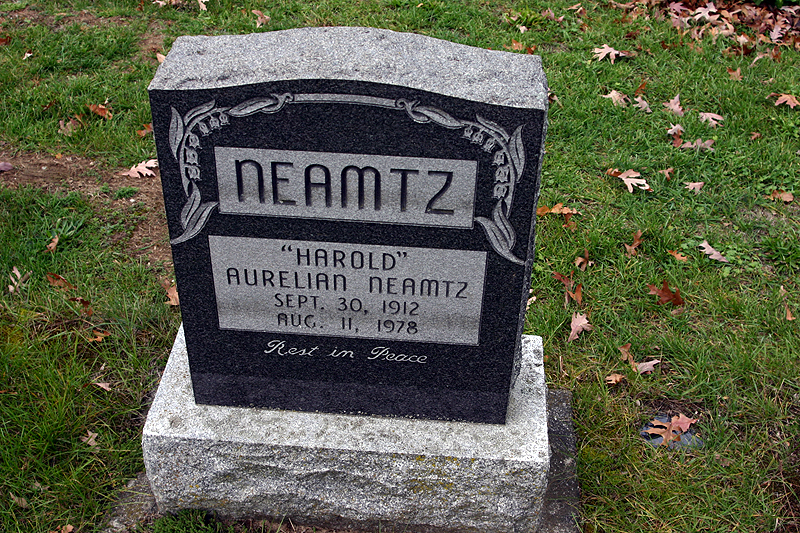 NEAMTZ
"HAROLD"
AURELIAN NEAMTZ
SEPT. 30, 1912
AUG. 11, 1978
Rest in Peace